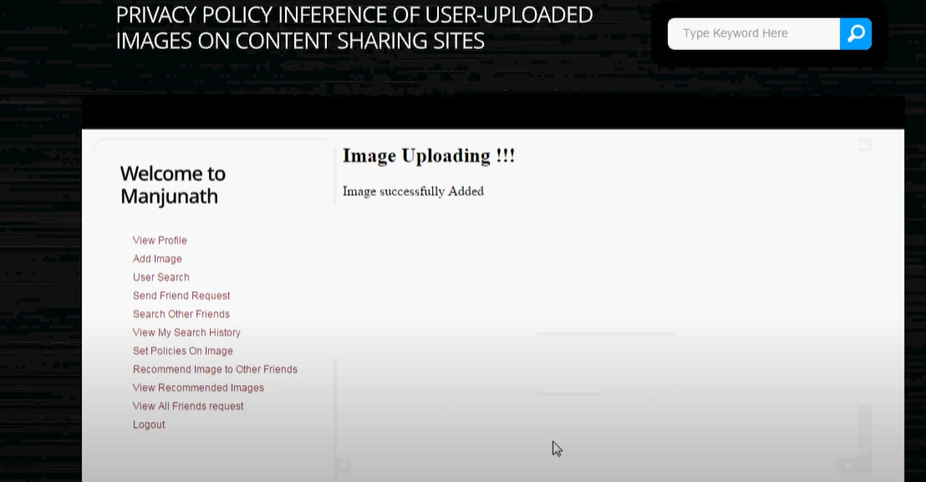 PRIVACY POLICY INFERENCE OF USER-UPLOADED
IMAGES ON CONTENT SHARING SITES
Type Keyword Here
Image Uploading !!!
Image successfully Added
Welcome to
Manjunath
View Profile
Add Image
User Search
Send Friend Request
Search Other Friends
View My Search History
Set Policies On Image
Recommend Image to Other Friends
View Recommended Images
View All Friends request
Logout